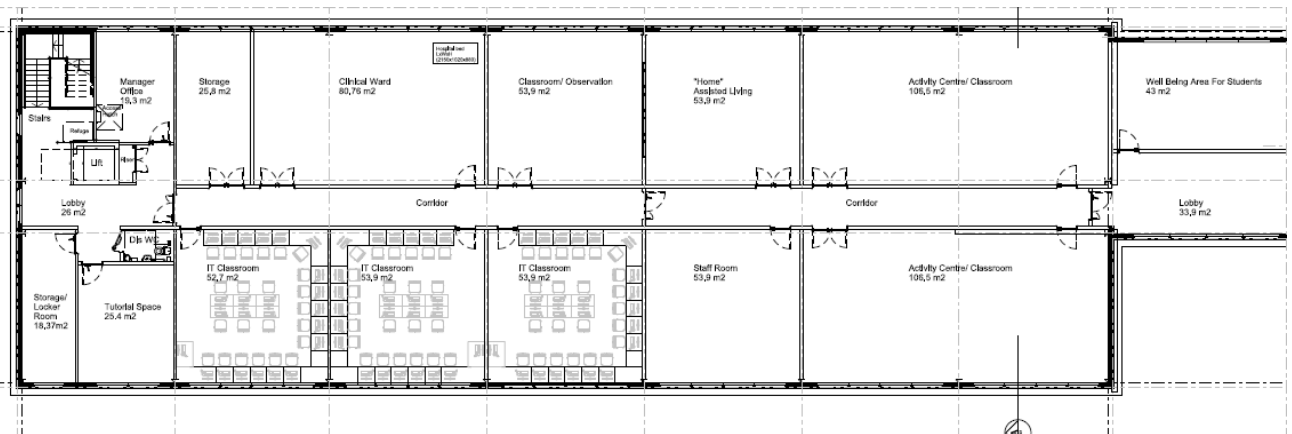 Manager
Office
19,3 m2
Storage
25,8 m2
Clinical Ward
80,76 m2
Classroom/ Observation
53,9 m2
"Home"
Assisted Living
53,9 m2
Activity Centre/ Classroom
106,5 m2
Well Being Area For Students
43 m2
Stairs
Refuge
Lift
Riser
Lobby
26 m2
Corridor
Corridor
Lobby
33,9 m2
Dis WC
IT Classroom
52,7 m2
IT Classroom
53,9 m2
IT Classroom
53,9 m2
Staff Room
53,9 m2
Activity Centre/ Classroom
106,5 m2
Storage/
Locker
Room
18,37m2
Tutorial Space
25,4 m2